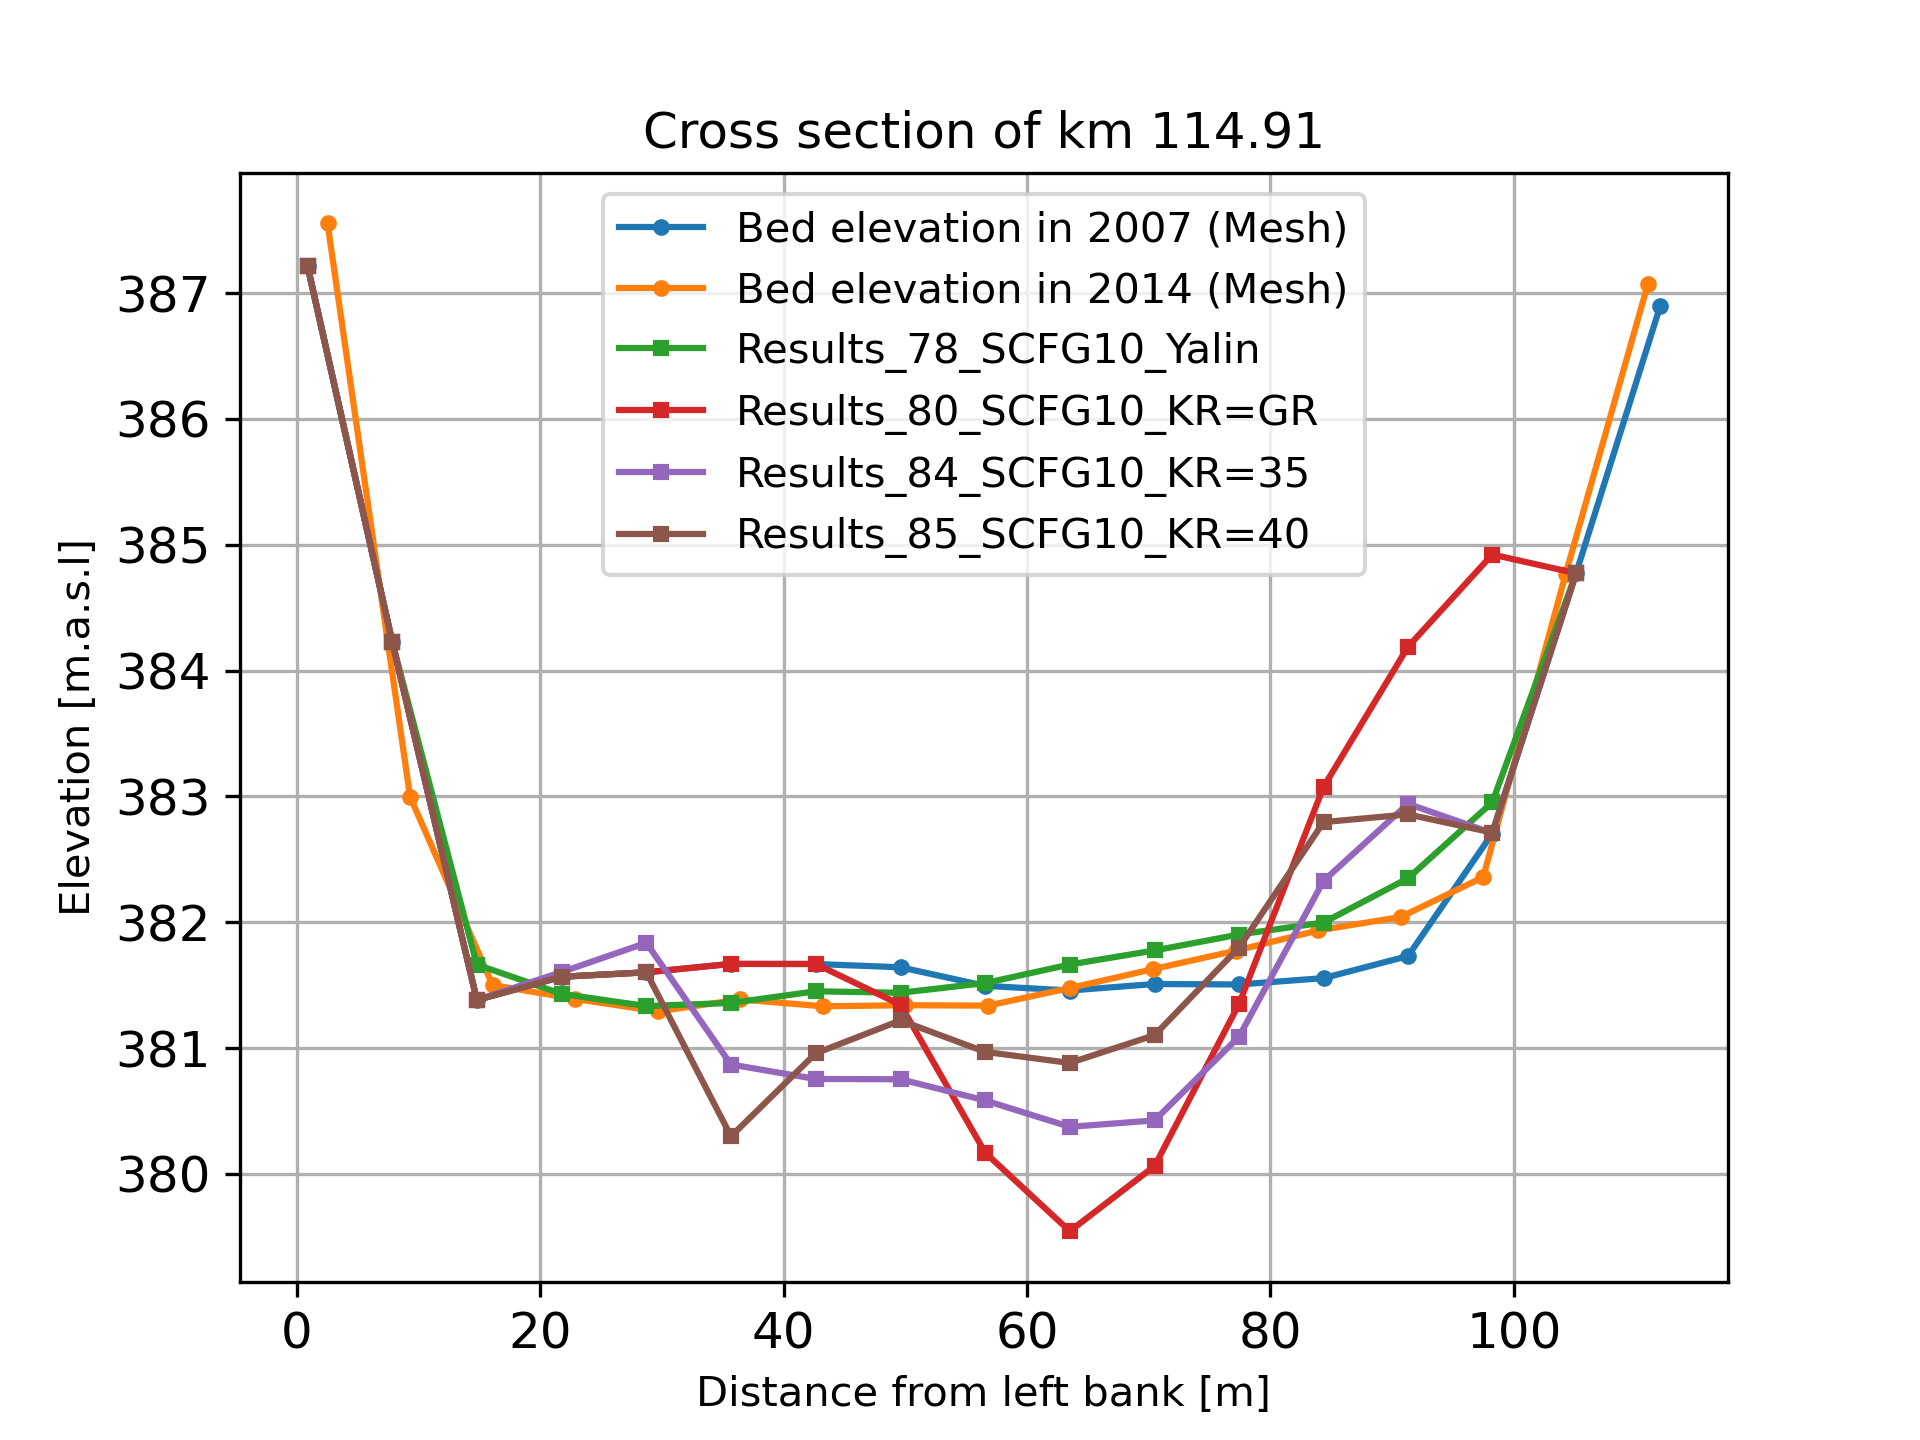 Cross section of km 114.91
Bed elevation in 2007 (Mesh)
Bed elevation in 2014 (Mesh)
Results_78_SCFG10_Yalin
Results_80_SCFG10_KR=GR
Results_84_SCFG10_KR=35
Results_85_SCFG10_KR=40
Elevation [m.a.s.l]
387
386
385
384
383
382
381
380
0 20 40 60 80 100
Distance from left bank [m]